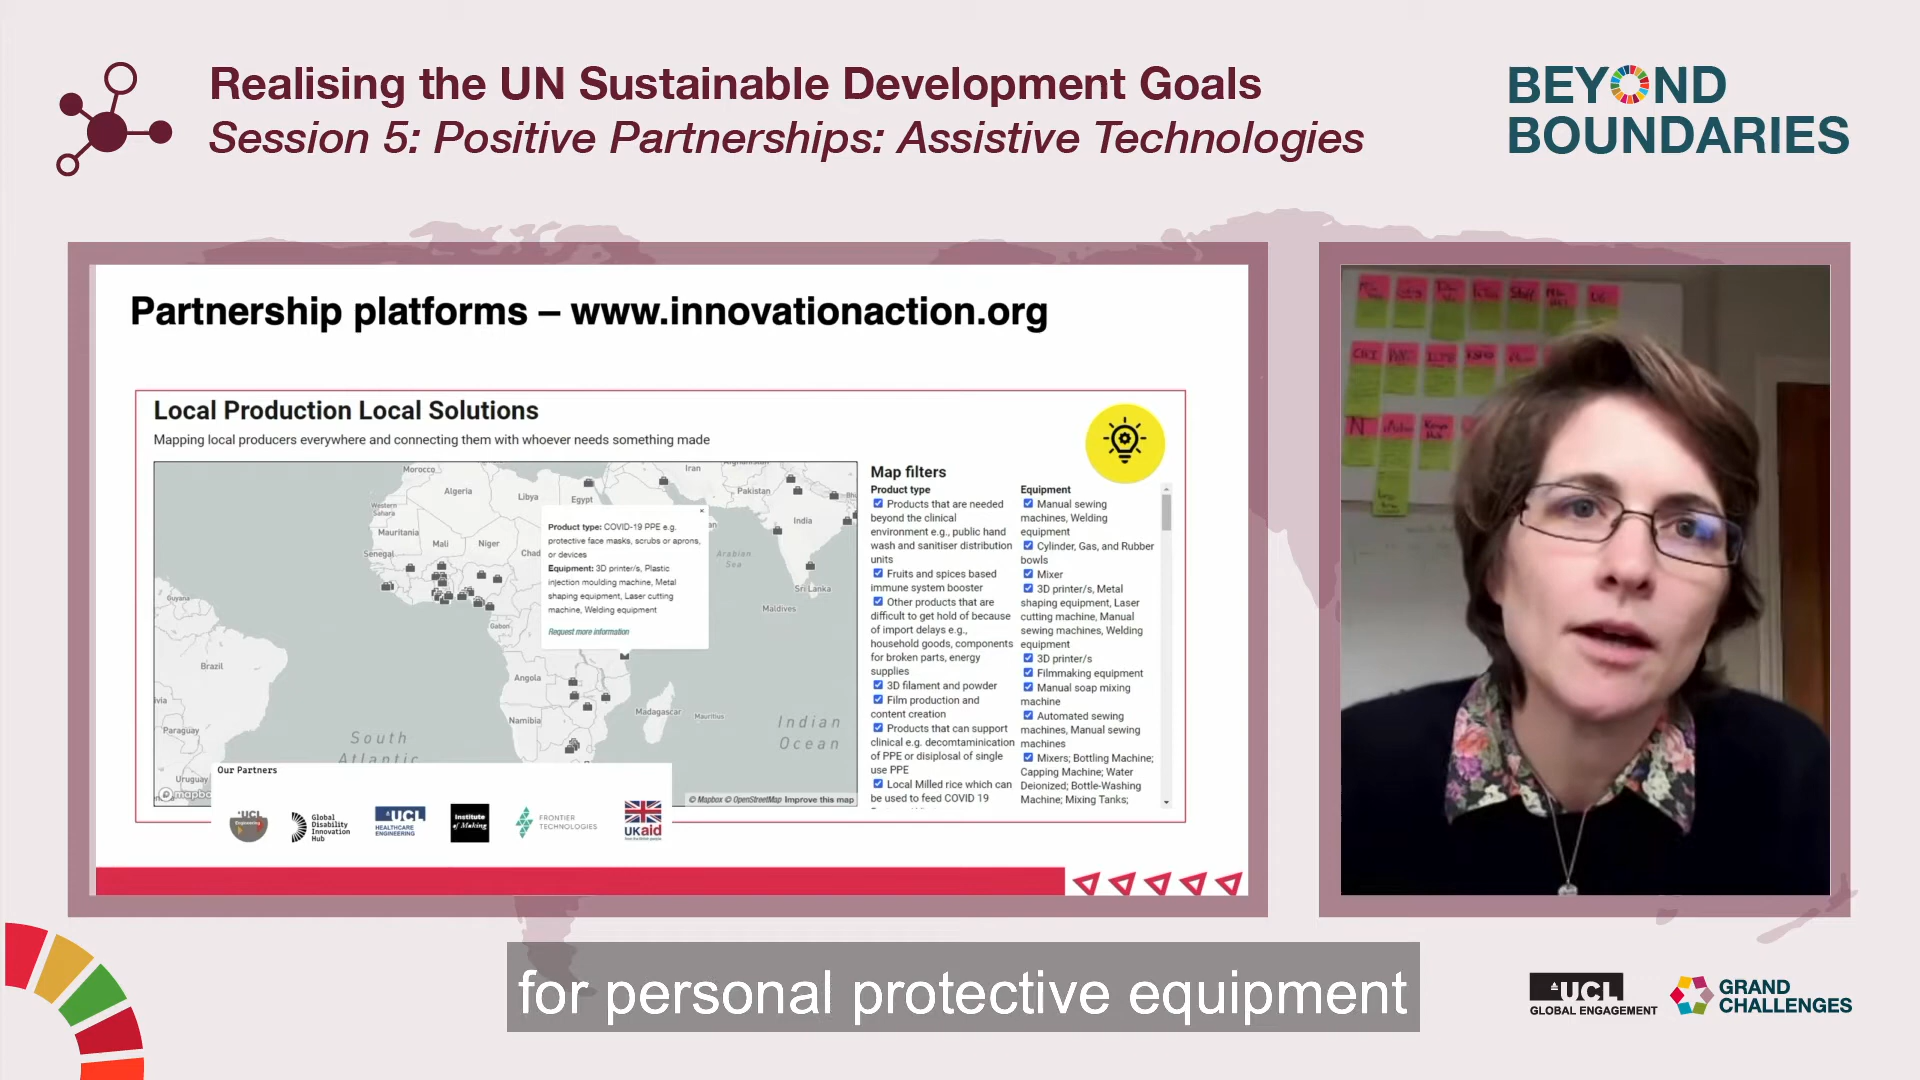 Realising the UN Sustainable Development Goals
Session 5: Positive Partnerships: Assistive Technologies
BEYOND
BOUNDARIES
Partnership platforms – www.innovationaction.org
Local Production Local Solutions
Mapping local producers everywhere and connecting them with whoever needs something made
Morocco
Algeria
Libya
Egypt
Iran
Afghanistan
Pakistan
India
Western
Sahara
Mauritania
Mali
Niger
Chad
Senegal
Arabian
Sea
Sri Lanka
Maldives
Guyana
Gabon
Brazil
Angola
Namibia
Madagascar
Mauritius
Paraguay
Uruguay
South
Atlantic
Indian
Ocean
Product type: COVID-19 PPE e.g.
protective face masks, scrubs or aprons,
or devices
Equipment: 3D printer/s, Plastic
injection moulding machine, Metal
shaping equipment, Laser cutting
machine, Welding equipment
Request more information
© Mapbox © OpenStreetMap Improve this map
Map filters
Product type
Products that are needed
beyond the clinical
environment e.g., public hand
wash and sanitiser distribution
units
Fruits and spices based
immune system booster
Other products that are
difficult to get hold of because
of import delays e.g.,
household goods, components
for broken parts, energy
supplies
3D filament and powder
Film production and
content creation
Products that can support
clinical e.g. decomtaminication
of PPE or disiplosal of single
use PPE
Local Milled rice which can
be used to feed COVID 19
Equipment
Manual sewing
machines, Welding
equipment
Cylinder, Gas, and Rubber
bowls
Mixer
3D printer/s, Metal
shaping equipment, Laser
cutting machine, Manual
sewing machines, Welding
equipment
3D printer/s
Filmmaking equipment
Manual soap mixing
machine
Automated sewing
machines, Manual sewing
machines
Mixers; Bottling Machine;
Capping Machine; Water
Deionized; Bottle-Washing
Machine; Mixing Tanks;
Our Partners
UCL
Engineering
Global
Disability
Innovation
Hub
UCL
HEALTHCARE
ENGINEERING
Institute
of Making
FRONTIER
TECHNOLOGIES
UKaid
for personal protective equipment
UCL
GLOBAL ENGAGEMENT
GRAND
CHALLENGES